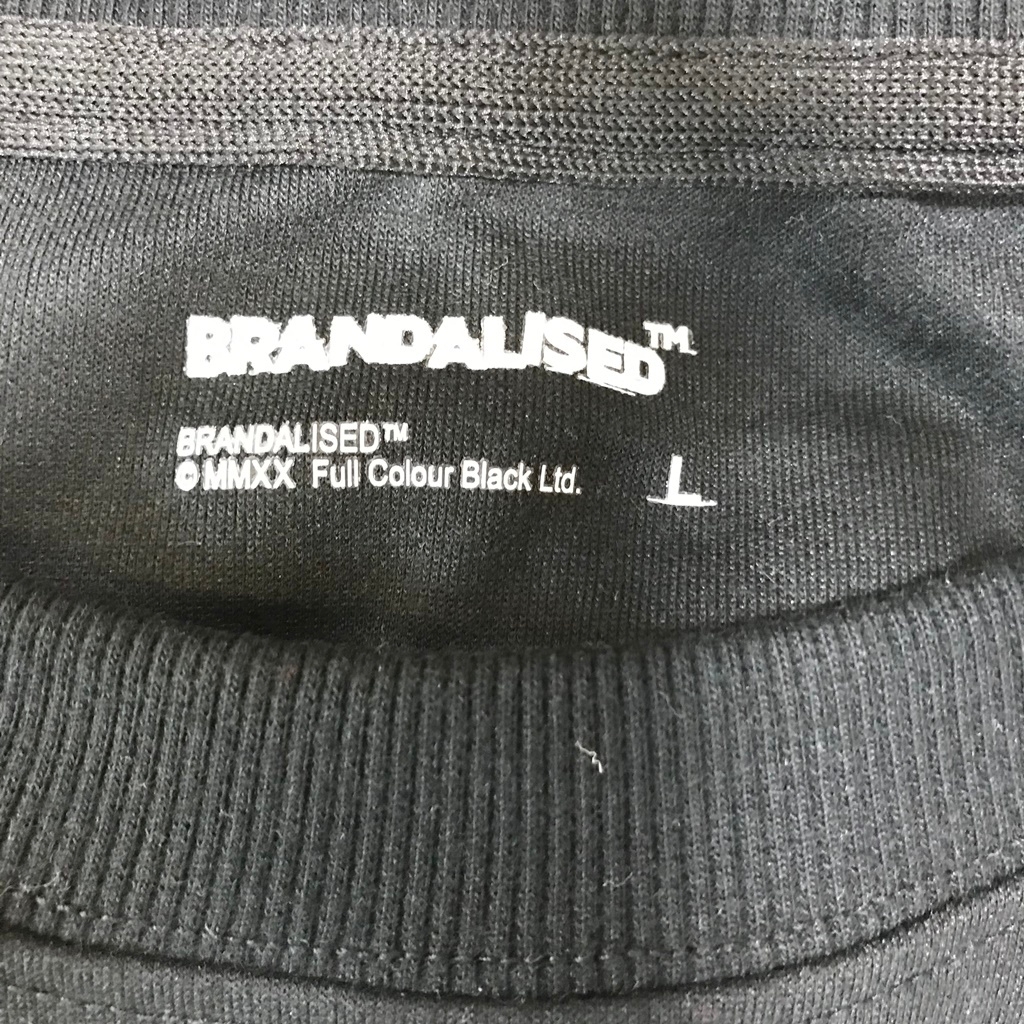 BRANDALISED™
BRANDALISED™
© MMXX Full Colour Black Ltd.
L